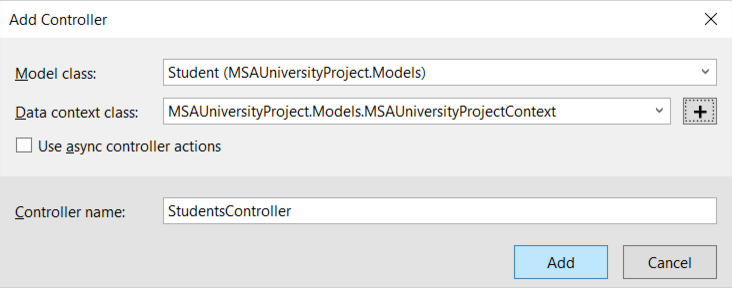 Add Controller
Model class: Student (MSAUniversityProject.Models)
Data context class: MSAUniversityProject.Models.MSAUniversityProjectContext +
Use async controller actions
Controller name: StudentsController
Add Cancel